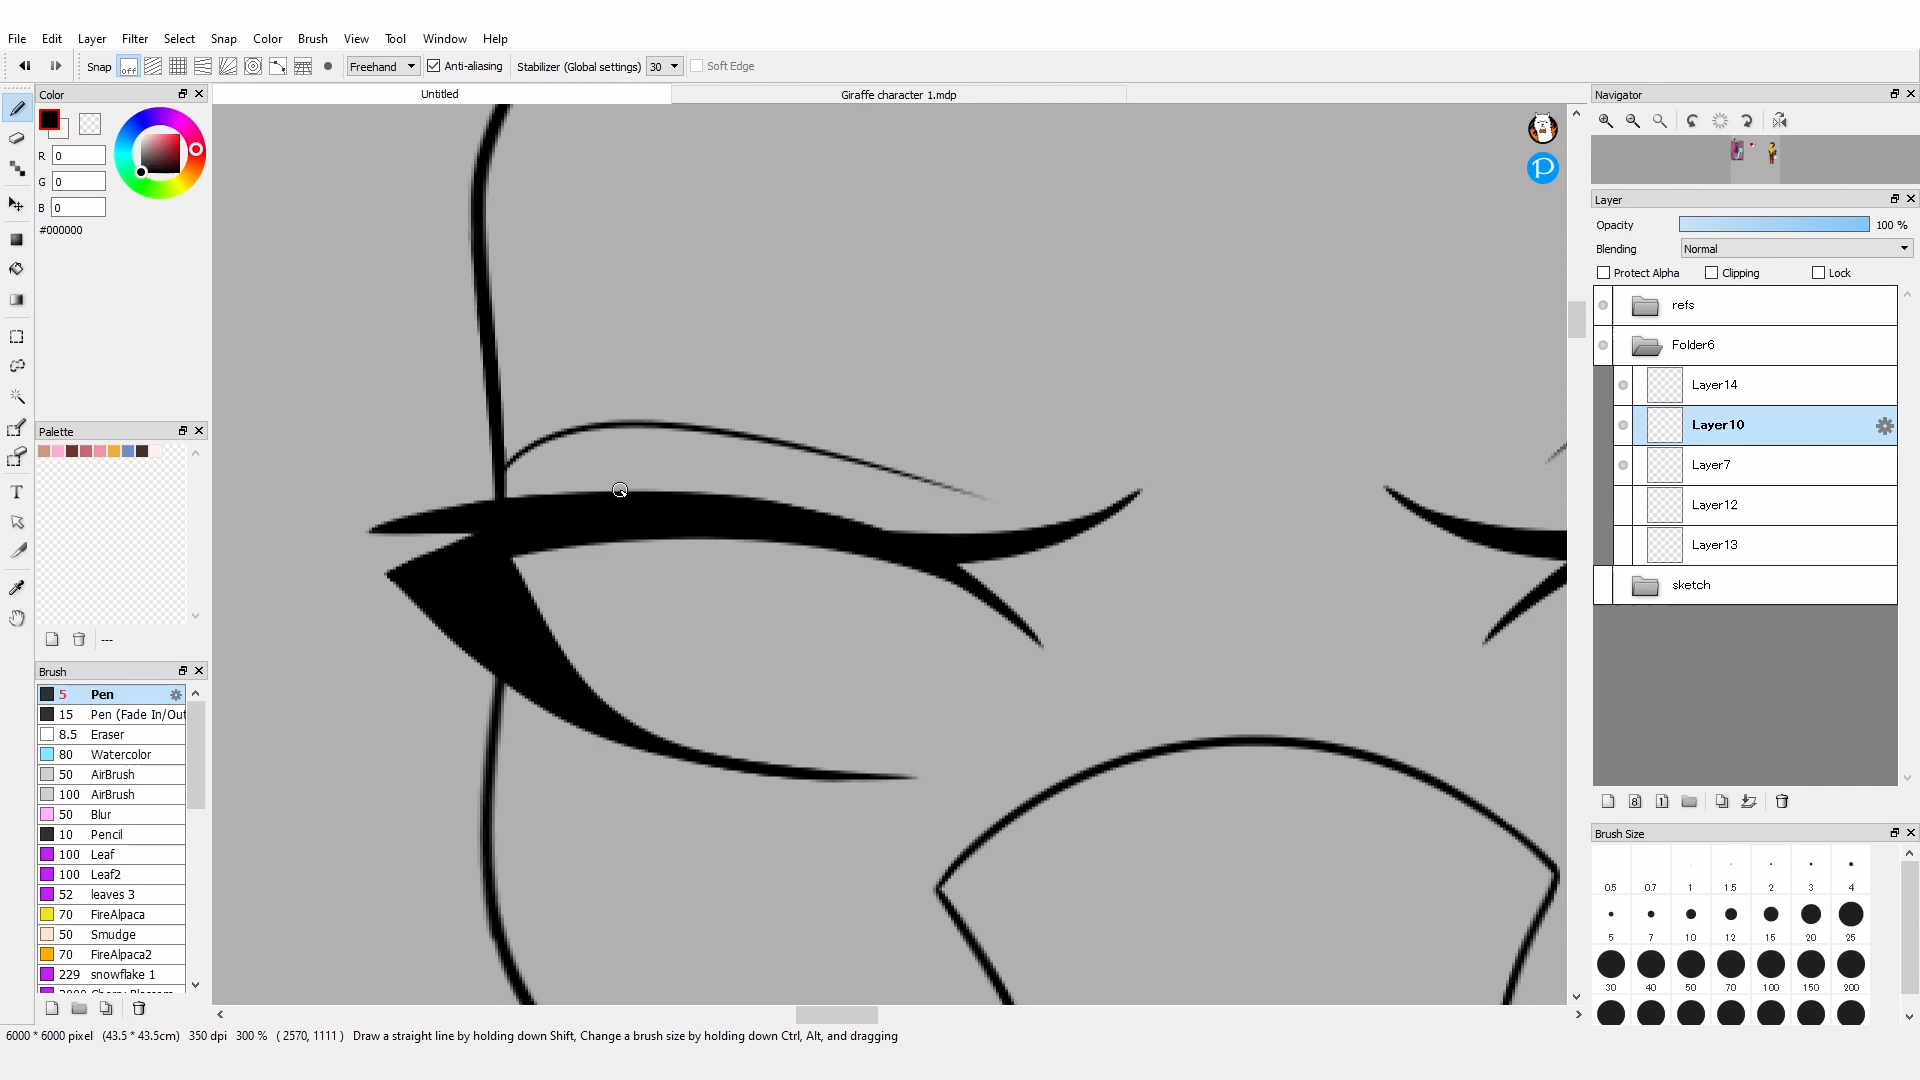 File Edit Layer Filter Select Snap Color Brush View Tool Window Help
Snap off Freehand Anti-aliasing Stabilizer (Global settings) 30 Soft Edge
Color
Untitled
Giraffe character 1.mdp
Navigator
R 0
G 0
B 0
#000000
P
Layer
Opacity 100 %
Blending Normal
Protect Alpha Clipping Lock
refs
Folder6
Layer14
Layer10
Layer7
Layer12
Layer13
sketch
Palette
---
Brush
5 Pen
15 Pen (Fade In/Out
8.5 Eraser
80 Watercolor
50 AirBrush
100 AirBrush
50 Blur
10 Pencil
100 Leaf
100 Leaf2
52 leaves 3
70 FireAlpaca
50 Smudge
70 FireAlpaca2
229 snowflake 1
8 1
Brush Size
0.5 0.7 1 1.5 2 3 4
5 7 10 12 15 20 25
30 40 50 70 100 150 200
T
6000 * 6000 pixel (43.5 * 43.5cm) 350 dpi 300 % ( 2570, 1111 ) Draw a straight line by holding down Shift, Change a brush size by holding down Ctrl, Alt, and dragging